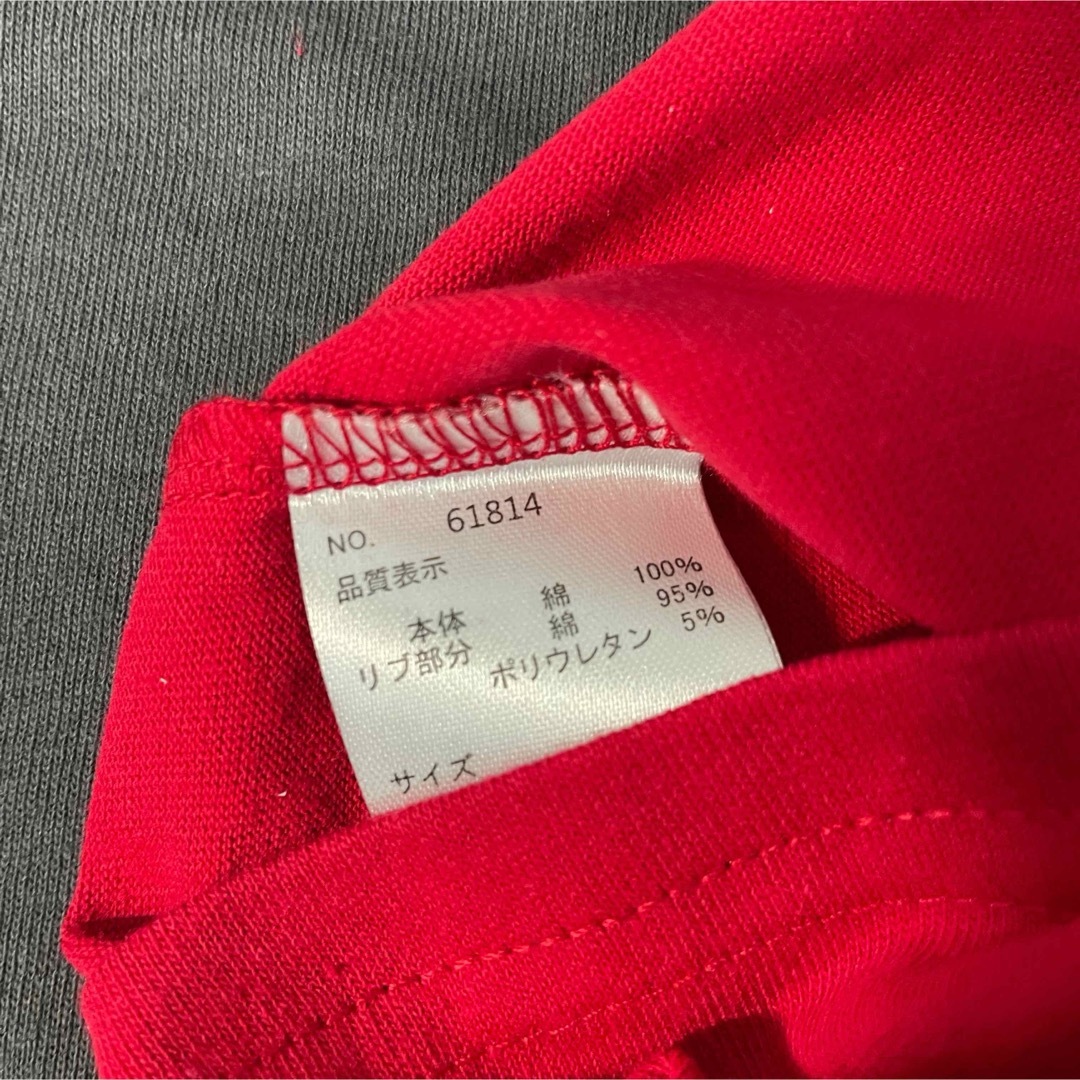 NO. 61814
品質表示
本体 綿 100%
リブ部分 綿 95%
ポリウレタン 5%
サイズ